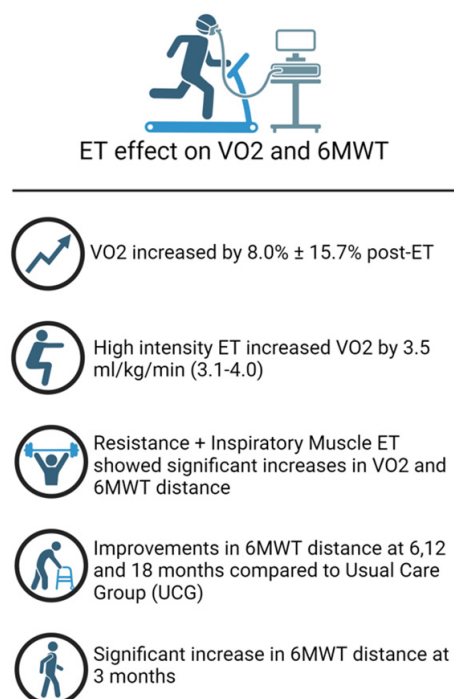 ET effect on VO2 and 6MWT
VO2 increased by 8.0% ± 15.7% post-ET
High intensity ET increased VO2 by 3.5
ml/kg/min (3.1-4.0)
Resistance + Inspiratory Muscle ET
showed significant increases in VO2 and
6MWT distance
Improvements in 6MWT distance at 6,12
and 18 months compared to Usual Care
Group (UCG)
Significant increase in 6MWT distance at
3 months